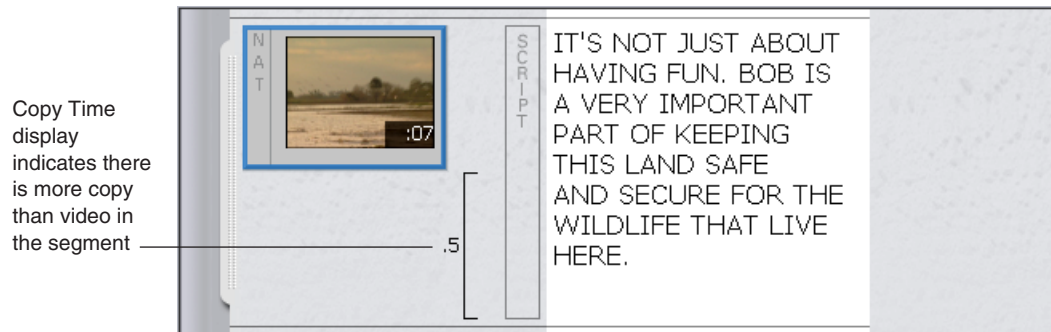 Copy Time
display
indicates there
is more copy
than video in
the segment
NAT
:07
.5
SCRIPT
IT'S NOT JUST ABOUT
HAVING FUN. BOB IS
A VERY IMPORTANT
PART OF KEEPING
THIS LAND SAFE
AND SECURE FOR THE
WILDLIFE THAT LIVE
HERE.